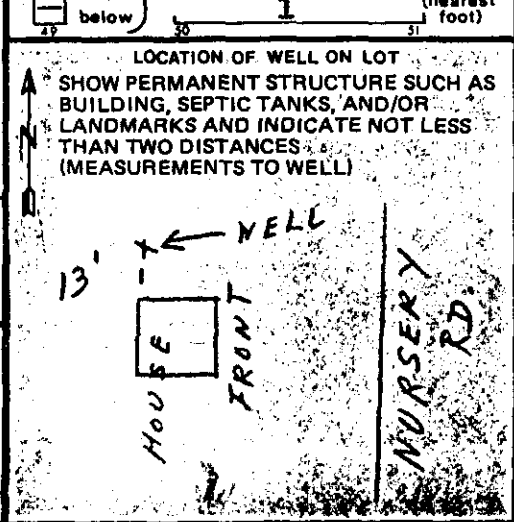 below
1
(nearest
foot)
49
50
51
LOCATION OF WELL ON LOT
SHOW PERMANENT STRUCTURE SUCH AS
BUILDING, SEPTIC TANKS, AND/OR
LANDMARKS AND INDICATE NOT LESS
THAN TWO DISTANCES
(MEASUREMENTS TO WELL)
N
WELL
13'
HOUSE
FRONT
NURSERY
RD.